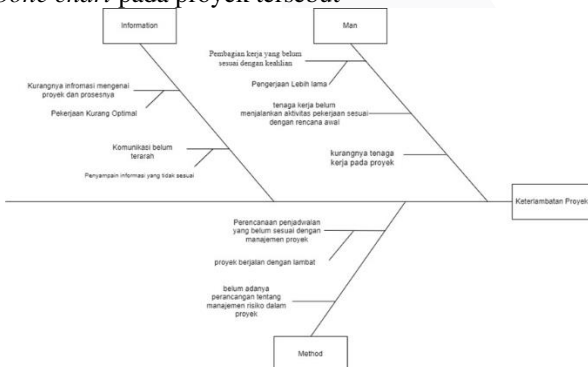 bone chart pada proyek tersebut
Information
Man
Pembagian kerja yang belum
sesuai dengan keahlian
Kurangnya infromasi mengenai
proyek dan prosesnya
Pengerjaan Lebih lama
Pekerjaan Kurang Optimal
tenaga kerja belum
menjalankan aktivitas pekerjaan sesuai
dengan rencana awal
Komunikasi belum
terarah
kurangnya tenaga
kerja pada proyek
Penyampain informasi yang tidak sesuai
Keterlambatan Proyek
Perencanaan penjadwalan
yang belum sesuai dengan
manajemen proyek
proyek berjalan dengan lambat
belum adanya
perancangan tentang
manajemen risiko dalam
proyek
Method